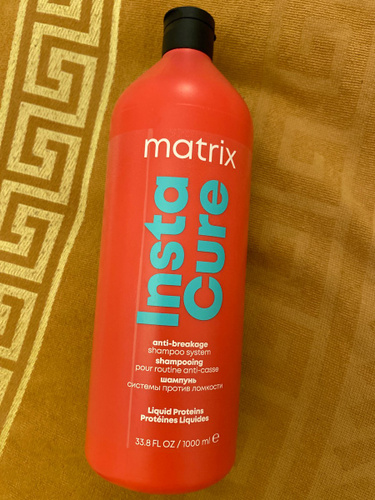 matrix
Insta
Cure
anti-breakage
shampoo system
shampooing
pour routine anti-casse
шампунь
системы против ломкости
Liquid Proteins
Protéines Liquides
33.8 FL OZ / 1000 ml ℮